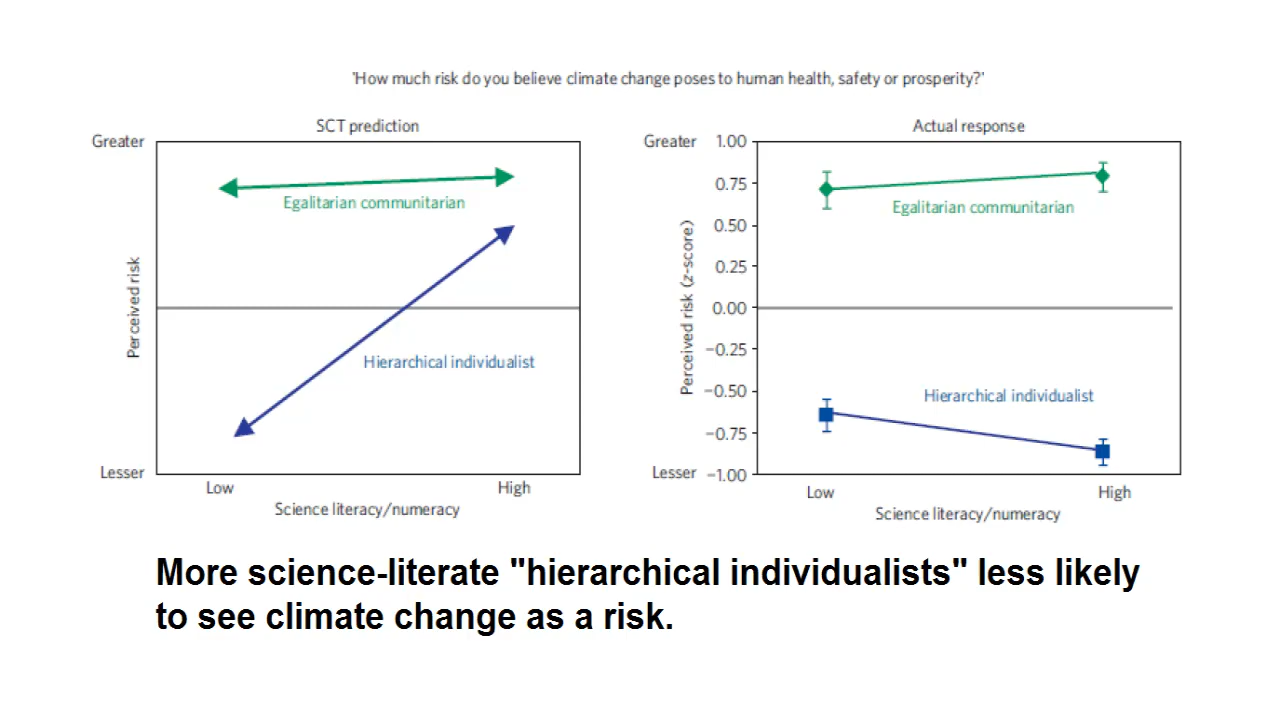 'How much risk do you believe climate change poses to human health, safety or prosperity?'
SCT prediction
Greater
Perceived risk
Lesser
Egalitarian communitarian
Hierarchical individualist
Low
High
Science literacy/numeracy
Actual response
Greater
Perceived risk (z-score)
Lesser
1.00
0.75
0.50
0.25
0.00
−0.25
−0.50
−0.75
−1.00
Egalitarian communitarian
Hierarchical individualist
Low
High
Science literacy/numeracy
More science-literate "hierarchical individualists" less likely
to see climate change as a risk.